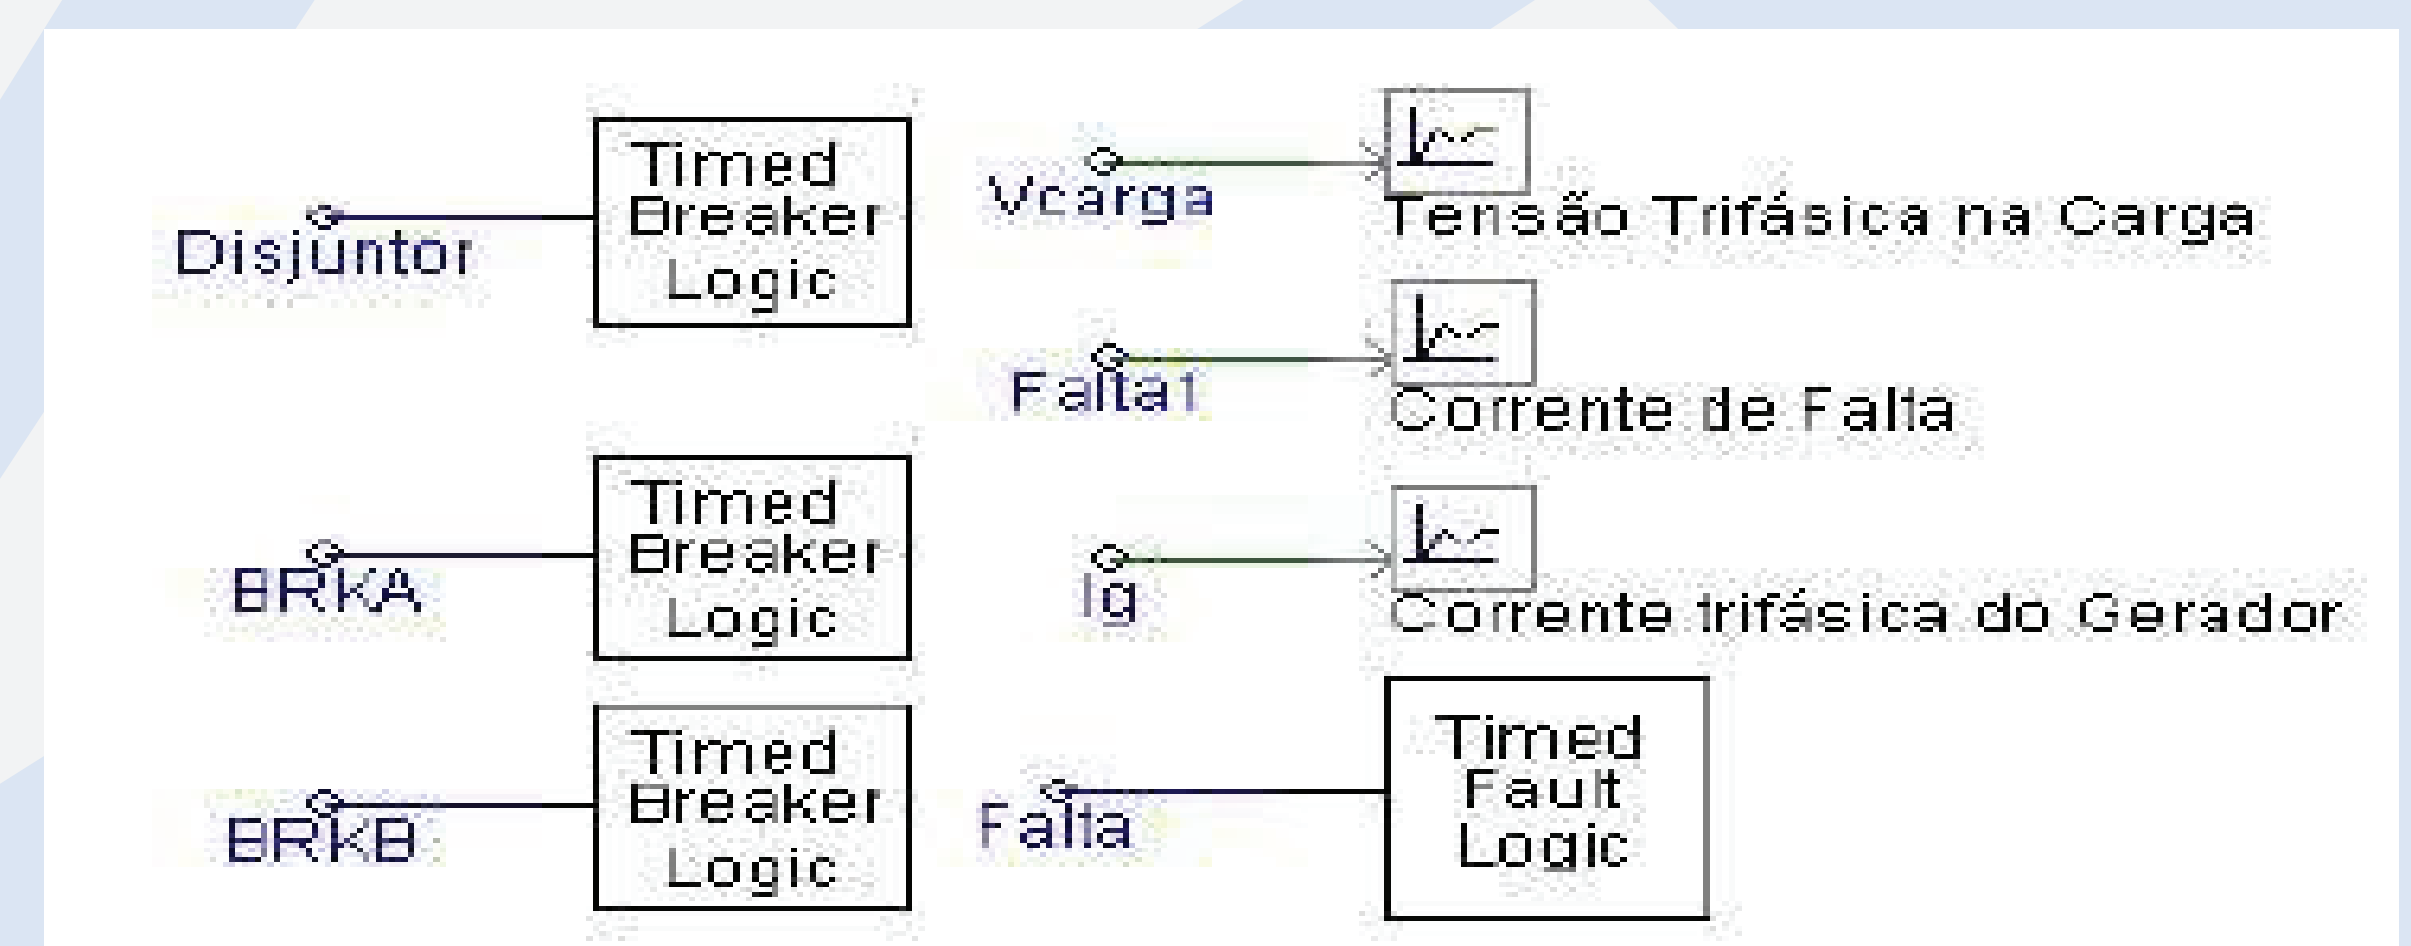 Timed
Breaker
Logic
Disjuntor
Timed
Breaker
Logic
BRKA
Timed
Breaker
Logic
BRKB
Vcarga
Tensão Trifásica na Carga
Falta1
Corrente de Falta
Ig
Corrente trifásica do Gerador
Timed
Fault
Logic
Falta